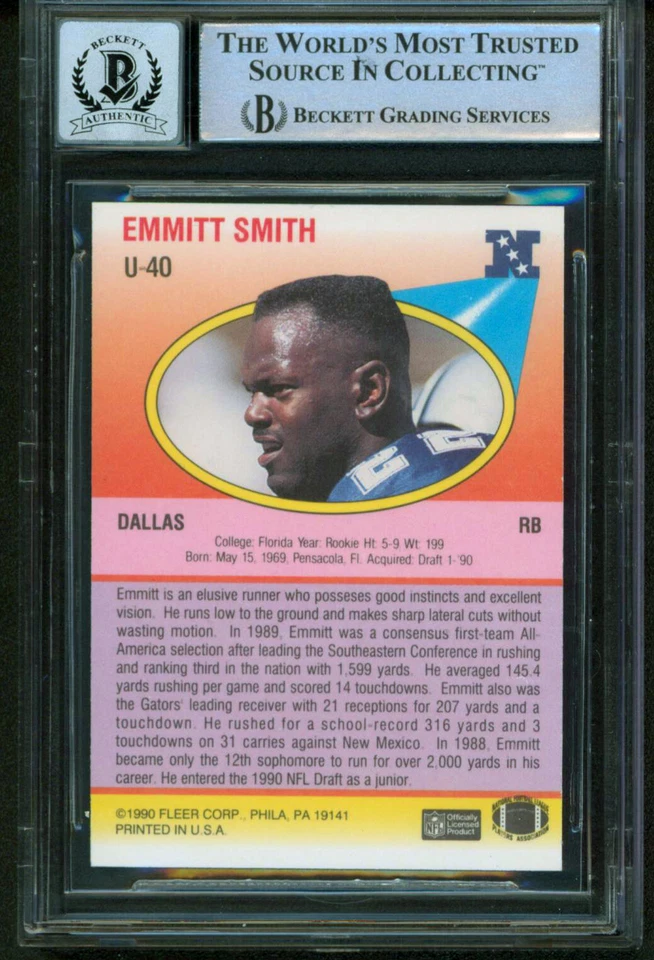 BECKETT
B
AUTHENTIC
THE WORLD'S MOST TRUSTED
SOURCE IN COLLECTING™
B BECKETT GRADING SERVICES
EMMITT SMITH
U-40
N
22
DALLAS
RB
College: Florida Year: Rookie Ht: 5-9 Wt: 199
Born: May 15, 1969, Pensacola, Fl. Acquired: Draft 1-'90
Emmitt is an elusive runner who posseses good instincts and excellent
vision. He runs low to the ground and makes sharp lateral cuts without
wasting motion. In 1989, Emmitt was a consensus first-team All-
America selection after leading the Southeastern Conference in rushing
and ranking third in the nation with 1,599 yards. He averaged 145.4
yards rushing per game and scored 14 touchdowns. Emmitt also was
the Gators' leading receiver with 21 receptions for 207 yards and a
touchdown. He rushed for a school-record 316 yards and 3
touchdowns on 31 carries against New Mexico. In 1988, Emmitt
became only the 12th sophomore to run for over 2,000 yards in his
career. He entered the 1990 NFL Draft as a junior.
©1990 FLEER CORP., PHILA, PA 19141
PRINTED IN U.S.A.
NFL
Officially
Licensed
Product
NATIONAL FOOTBALL LEAGUE
PLAYERS ASSOCIATION